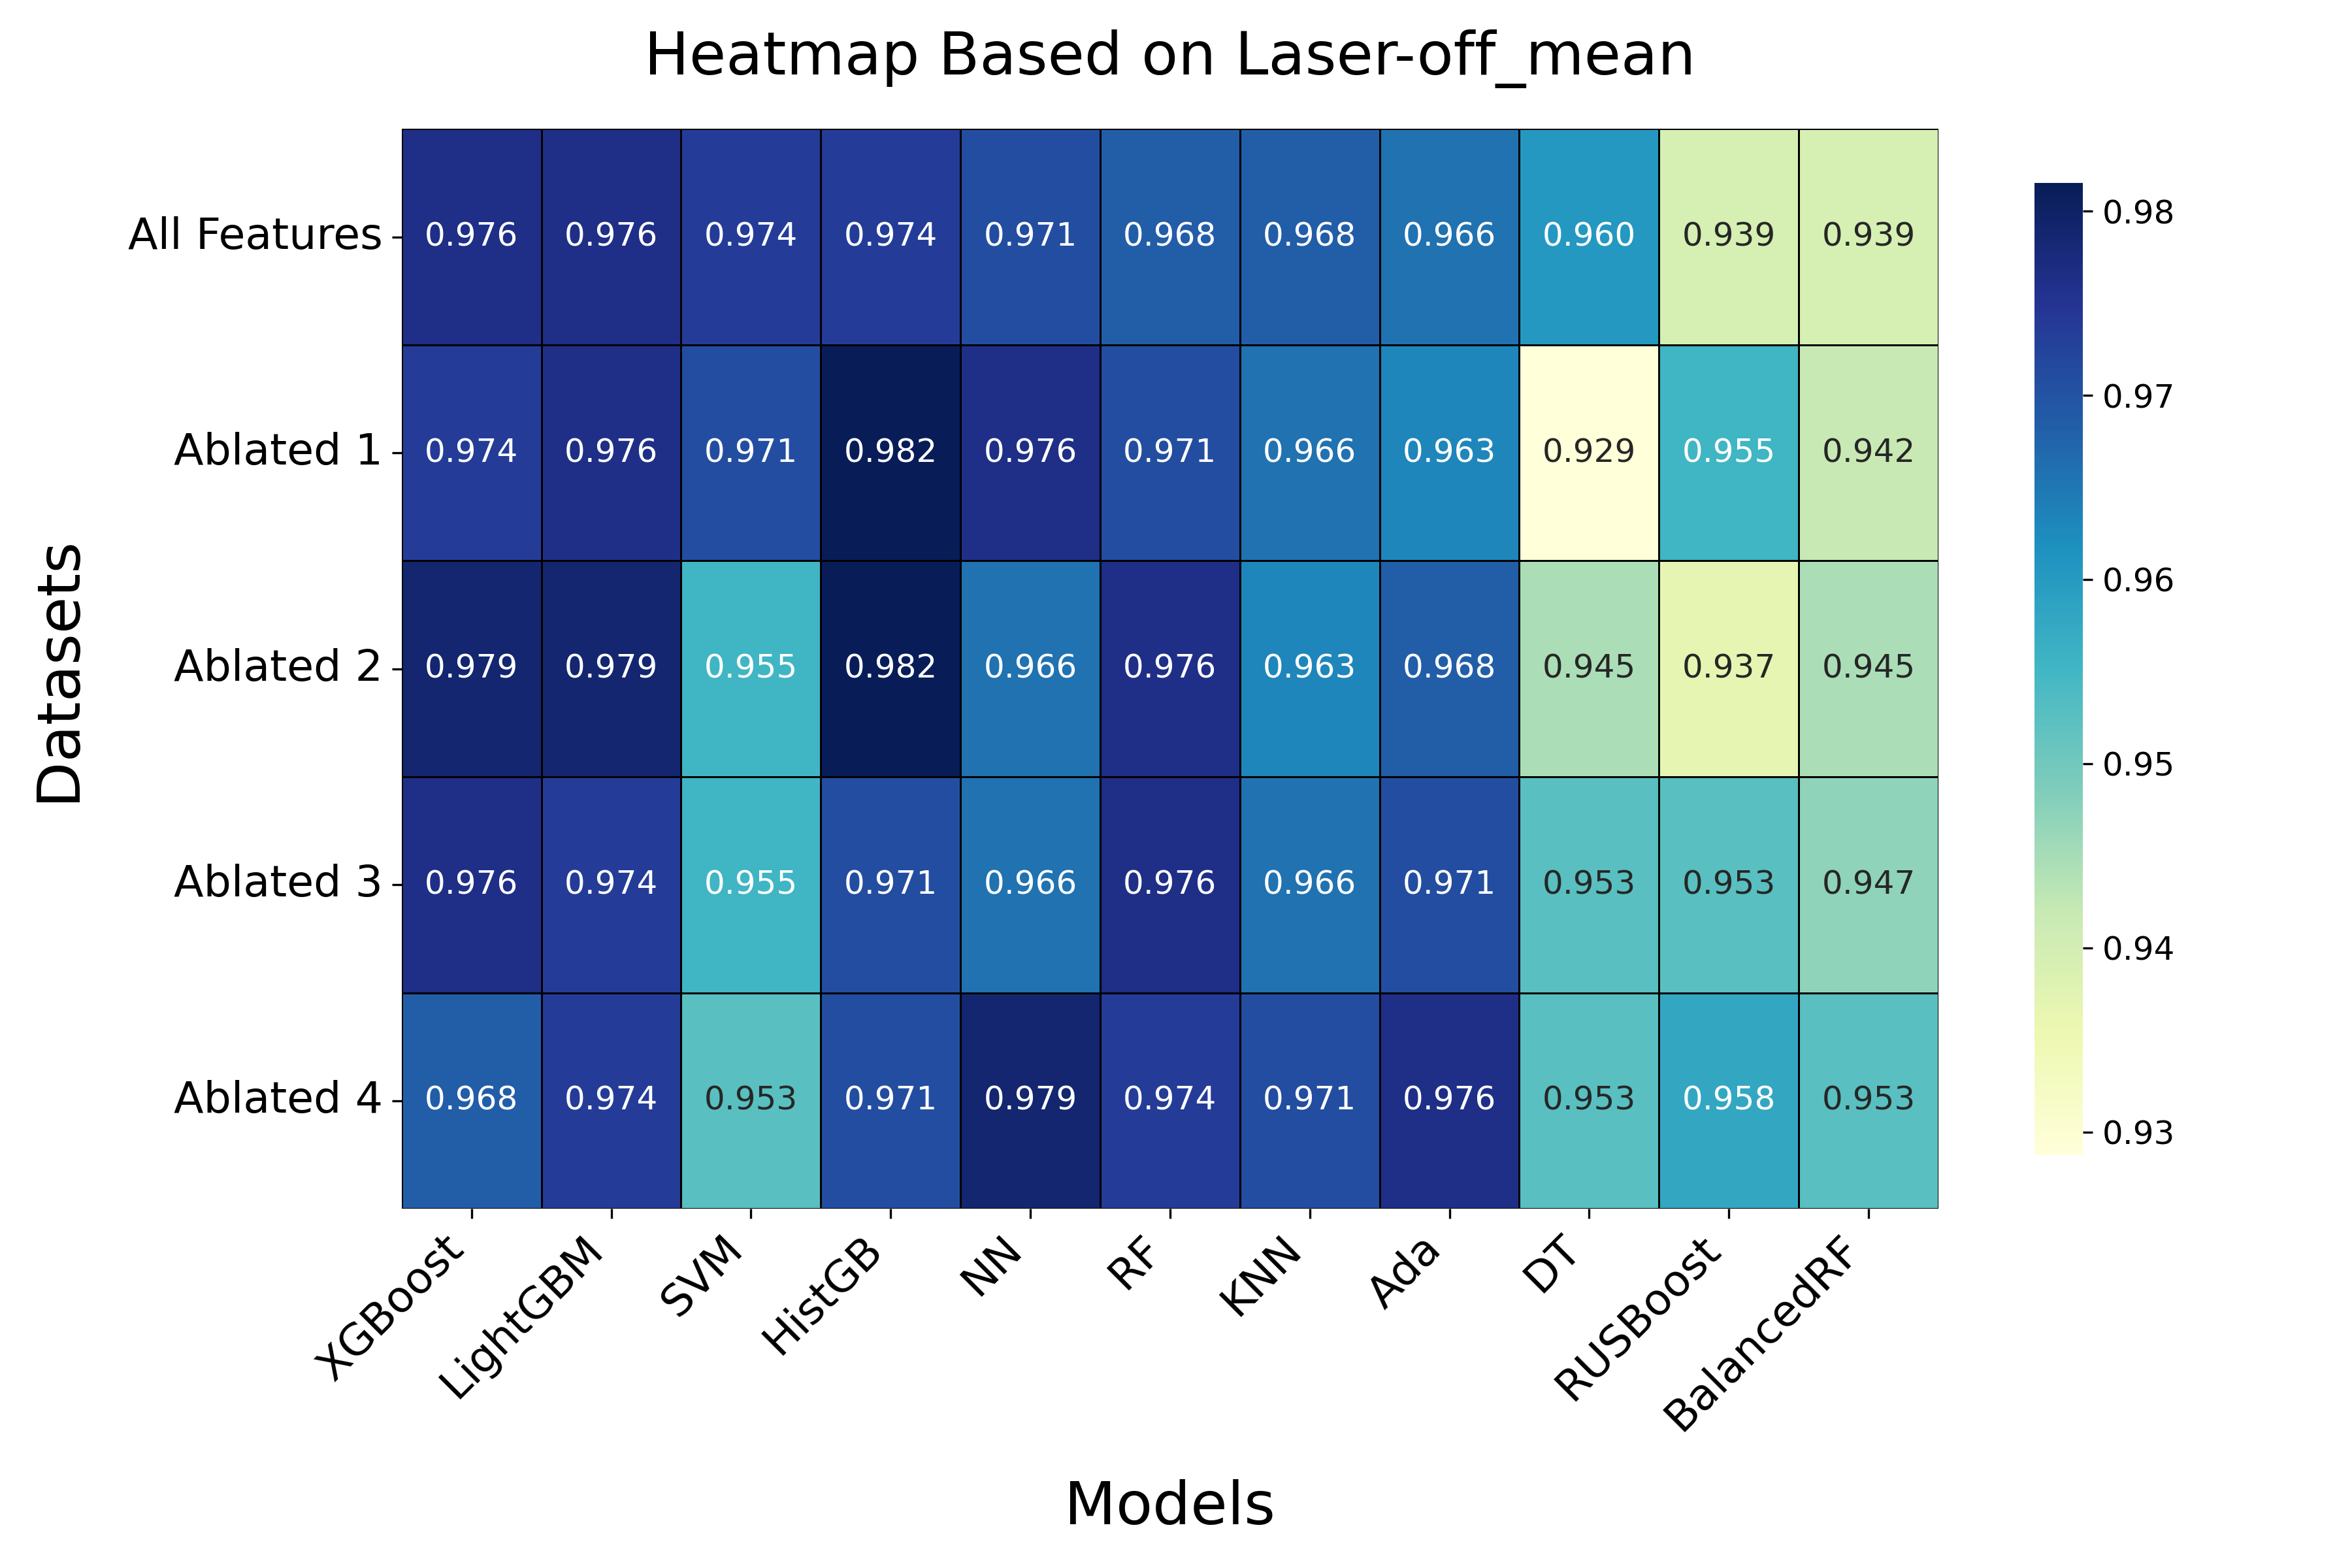 Heatmap Based on Laser-off_mean
Datasets
All Features 0.976 0.976 0.974 0.974 0.971 0.968 0.968 0.966 0.960 0.939 0.939
Ablated 1 0.974 0.976 0.971 0.982 0.976 0.971 0.966 0.963 0.929 0.955 0.942
Ablated 2 0.979 0.979 0.955 0.982 0.966 0.976 0.963 0.968 0.945 0.937 0.945
Ablated 3 0.976 0.974 0.955 0.971 0.966 0.976 0.966 0.971 0.953 0.953 0.947
Ablated 4 0.968 0.974 0.953 0.971 0.979 0.974 0.971 0.976 0.953 0.958 0.953
XGBoost LightGBM SVM HistGB NN RF KNN Ada DT RUSBoost BalancedRF
Models
0.98
0.97
0.96
0.95
0.94
0.93